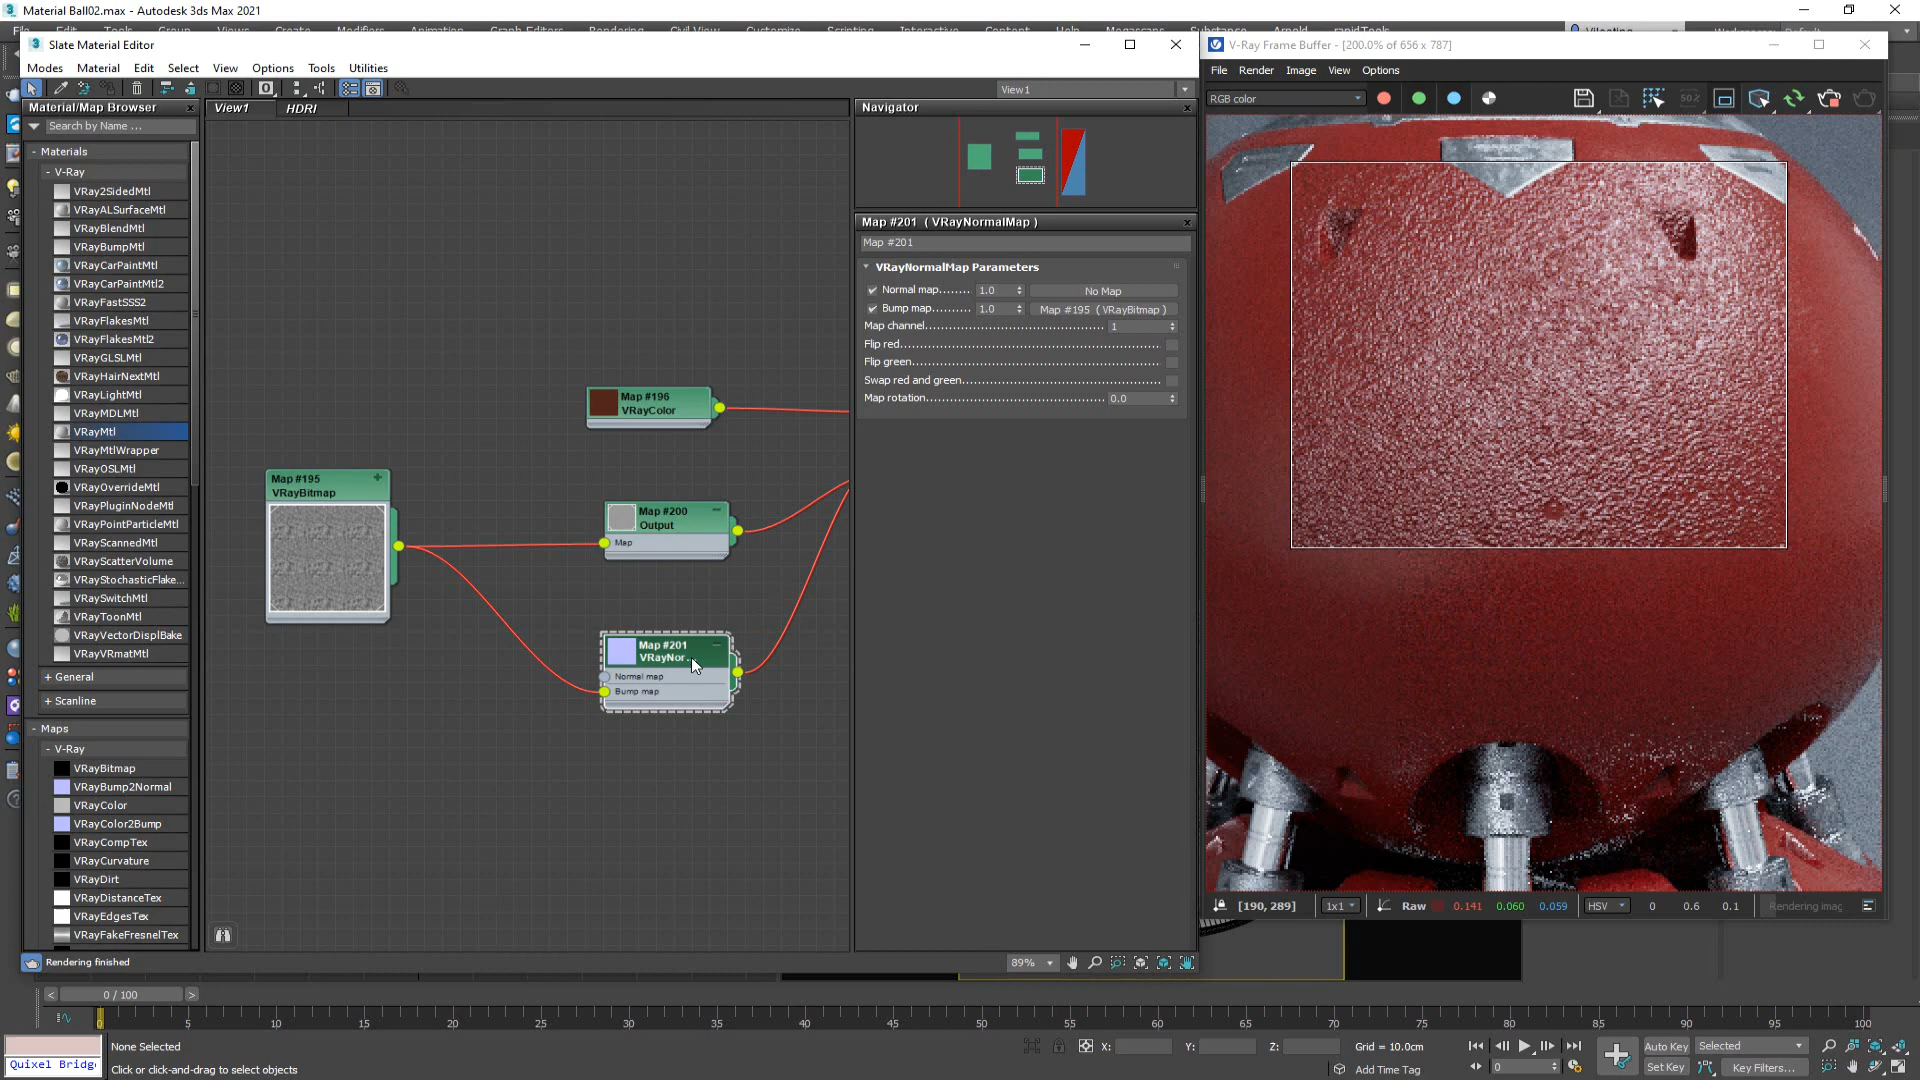 Material Ball02.max - Autodesk 3ds Max 2021
Slate Material Editor
Modes Material Edit Select View Options Tools Utilities
View1
Material/Map Browser
Search by Name ...
- Materials
- V-Ray
VRay2SidedMtl
VRayALSurfaceMtl
VRayBlendMtl
VRayBumpMtl
VRayCarPaintMtl
VRayCarPaintMtl2
VRayFastSSS2
VRayFlakesMtl
VRayFlakesMtl2
VRayGLSLMtl
VRayHairNextMtl
VRayLightMtl
VRayMDLMtl
VRayMtl
VRayMtlWrapper
VRayOSLMtl
VRayOverrideMtl
VRayPluginNodeMtl
VRayPointParticleMtl
VRayScannedMtl
VRayScatterVolume
VRayStochasticFlake...
VRaySwitchMtl
VRayToonMtl
VRayVectorDisplBake
VRayVRmatMtl
+ General
+ Scanline
- Maps
- V-Ray
VRayBitmap
VRayBump2Normal
VRayColor
VRayColor2Bump
VRayCompTex
VRayCurvature
VRayDirt
VRayDistanceTex
VRayEdgesTex
VRayFakeFresnelTex
View1 HDRI
Map #196
VRayColor
Map #195
VRayBitmap
Map #200
Output
Map
Map #201
VRayNor...
Normal map
Bump map
Navigator
Map #201 ( VRayNormalMap )
Map #201
VRayNormalMap Parameters
Normal map........ 1.0 No Map
Bump map.......... 1.0 Map #195 ( VRayBitmap )
Map channel 1
Flip red
Flip green
Swap red and green
Map rotation 0.0
Rendering finished
89%
V-Ray Frame Buffer - [200.0% of 656 x 787]
File Render Image View Options
RGB color
[190, 289] 1x1 Raw 0.141 0.060 0.059 HSV 0 0.6 0.1 Rendering imag
< 0 / 100 >
0 5 10 15 20 25 30 35 40 45 50 55 60 65 70 75 80 85 90 95 100
None Selected
X: Y: Z: Grid = 10.0cm
Auto Key Selected
Quixel Bridg
Click or click-and-drag to select objects
Add Time Tag
0
Set Key Key Filters...